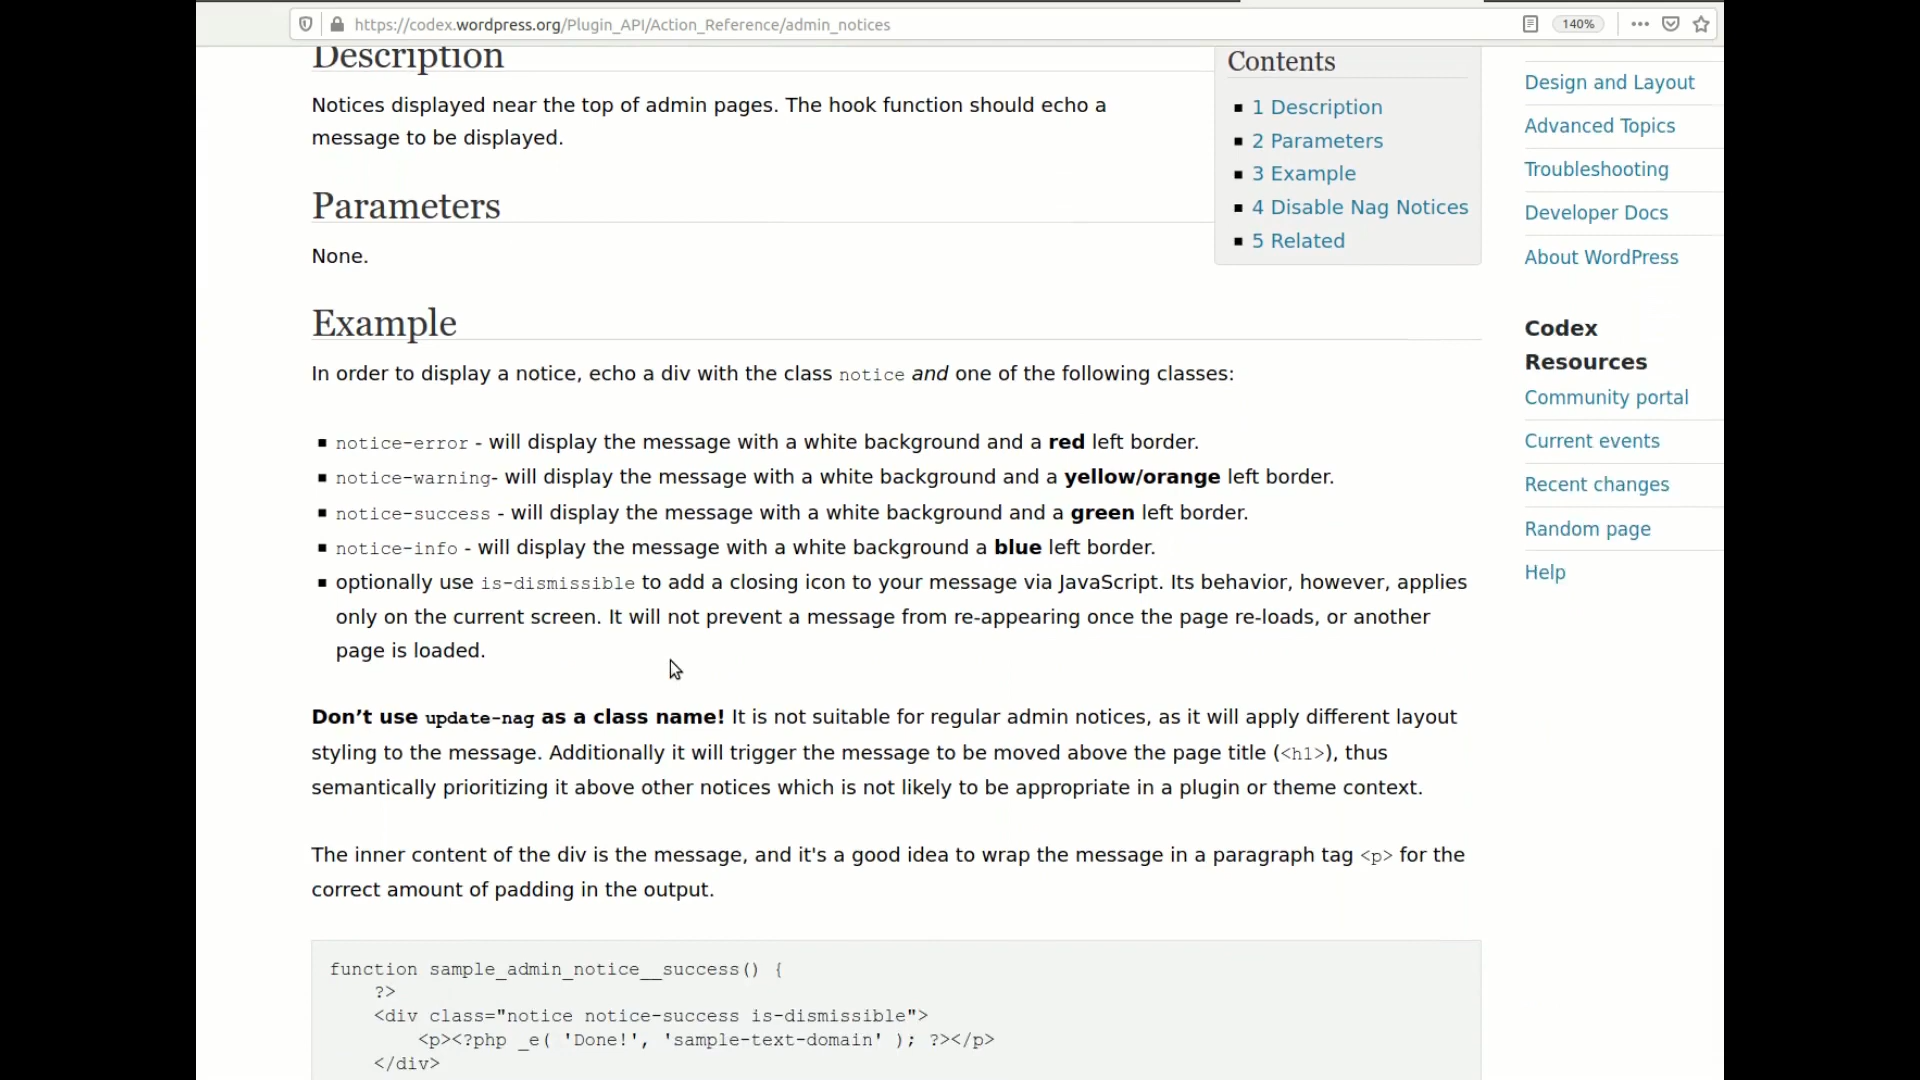 https://codex.wordpress.org/Plugin_API/Action_Reference/admin_notices
140%
Description
Notices displayed near the top of admin pages. The hook function should echo a
message to be displayed.
Parameters
None.
Example
In order to display a notice, echo a div with the class notice and one of the following classes:
notice-error - will display the message with a white background and a red left border.
notice-warning- will display the message with a white background and a yellow/orange left border.
notice-success - will display the message with a white background and a green left border.
notice-info - will display the message with a white background a blue left border.
optionally use is-dismissible to add a closing icon to your message via JavaScript. Its behavior, however, applies
only on the current screen. It will not prevent a message from re-appearing once the page re-loads, or another
page is loaded.
Don’t use update-nag as a class name! It is not suitable for regular admin notices, as it will apply different layout
styling to the message. Additionally it will trigger the message to be moved above the page title (<h1>), thus
semantically prioritizing it above other notices which is not likely to be appropriate in a plugin or theme context.
The inner content of the div is the message, and it's a good idea to wrap the message in a paragraph tag <p> for the
correct amount of padding in the output.
function sample_admin_notice__success() {
?>
<div class="notice notice-success is-dismissible">
<p><?php _e( 'Done!', 'sample-text-domain' ); ?></p>
</div>
Contents
1 Description
2 Parameters
3 Example
4 Disable Nag Notices
5 Related
Design and Layout
Advanced Topics
Troubleshooting
Developer Docs
About WordPress
Codex
Resources
Community portal
Current events
Recent changes
Random page
Help